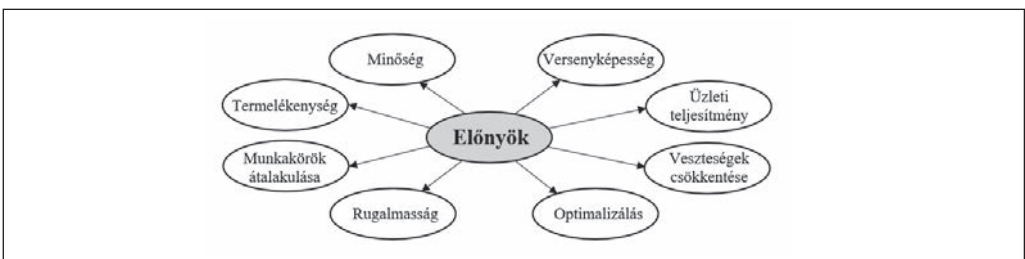 Minőség
Versenyképesség
Termelékenység
Üzleti
teljesítmény
Előnyök
Munkakörök
átalakulása
Veszteségek
csökkentése
Rugalmasság
Optimalizálás